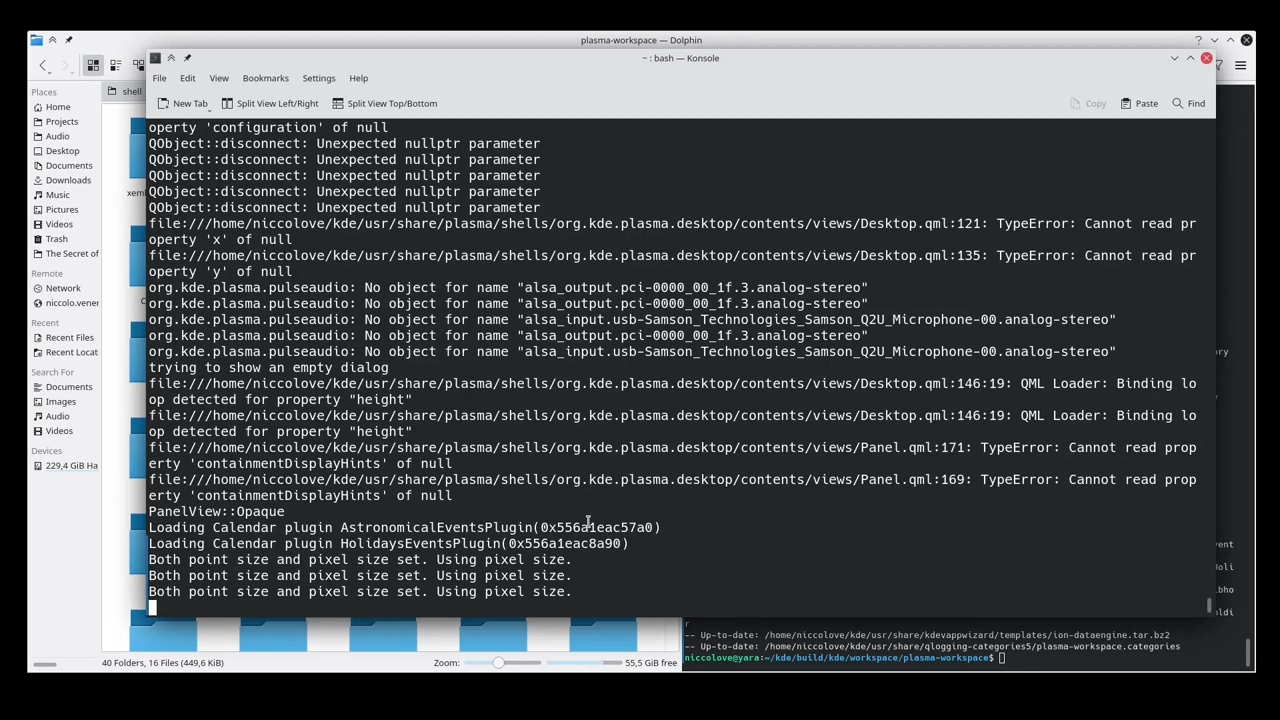 plasma-workspace — Dolphin
~ : bash — Konsole
File Edit View Bookmarks Settings Help
New Tab Split View Left/Right Split View Top/Bottom Copy Paste Find
shell
Places
Home
Projects
Audio
Desktop
Documents
Downloads
Music
Pictures
Videos
Trash
The Secret of
Remote
Network
niccolo.vener
Recent
Recent Files
Recent Locat
Search For
Documents
Images
Audio
Videos
Devices
229,4 GiB Ha
operty 'configuration' of null
QObject::disconnect: Unexpected nullptr parameter
QObject::disconnect: Unexpected nullptr parameter
QObject::disconnect: Unexpected nullptr parameter
QObject::disconnect: Unexpected nullptr parameter
QObject::disconnect: Unexpected nullptr parameter
file:///home/niccolove/kde/usr/share/plasma/shells/org.kde.plasma.desktop/contents/views/Desktop.qml:121: TypeError: Cannot read pr
operty 'x' of null
file:///home/niccolove/kde/usr/share/plasma/shells/org.kde.plasma.desktop/contents/views/Desktop.qml:135: TypeError: Cannot read pr
operty 'y' of null
org.kde.plasma.pulseaudio: No object for name "alsa_output.pci-0000_00_1f.3.analog-stereo"
org.kde.plasma.pulseaudio: No object for name "alsa_output.pci-0000_00_1f.3.analog-stereo"
org.kde.plasma.pulseaudio: No object for name "alsa_input.usb-Samson_Technologies_Samson_Q2U_Microphone-00.analog-stereo"
org.kde.plasma.pulseaudio: No object for name "alsa_output.pci-0000_00_1f.3.analog-stereo"
org.kde.plasma.pulseaudio: No object for name "alsa_input.usb-Samson_Technologies_Samson_Q2U_Microphone-00.analog-stereo"
trying to show an empty dialog
file:///home/niccolove/kde/usr/share/plasma/shells/org.kde.plasma.desktop/contents/views/Desktop.qml:146:19: QML Loader: Binding lo
op detected for property "height"
file:///home/niccolove/kde/usr/share/plasma/shells/org.kde.plasma.desktop/contents/views/Desktop.qml:146:19: QML Loader: Binding lo
op detected for property "height"
file:///home/niccolove/kde/usr/share/plasma/shells/org.kde.plasma.desktop/contents/views/Panel.qml:171: TypeError: Cannot read prop
erty 'containmentDisplayHints' of null
file:///home/niccolove/kde/usr/share/plasma/shells/org.kde.plasma.desktop/contents/views/Panel.qml:169: TypeError: Cannot read prop
erty 'containmentDisplayHints' of null
PanelView::Opaque
Loading Calendar plugin AstronomicalEventsPlugin(0x556a1eac57a0)
Loading Calendar plugin HolidaysEventsPlugin(0x556a1eac8a90)
Both point size and pixel size set. Using pixel size.
Both point size and pixel size set. Using pixel size.
Both point size and pixel size set. Using pixel size.
r
-- Up-to-date: /home/niccolove/kde/usr/share/kdevappwizard/templates/ion-dataengine.tar.bz2
-- Up-to-date: /home/niccolove/kde/usr/share/qlogging-categories5/plasma-workspace.categories
niccolove@yara:~/kde/build/kde/workspace/plasma-workspace$
40 Folders, 16 Files (449,6 KiB)
Zoom:
55,5 GiB free